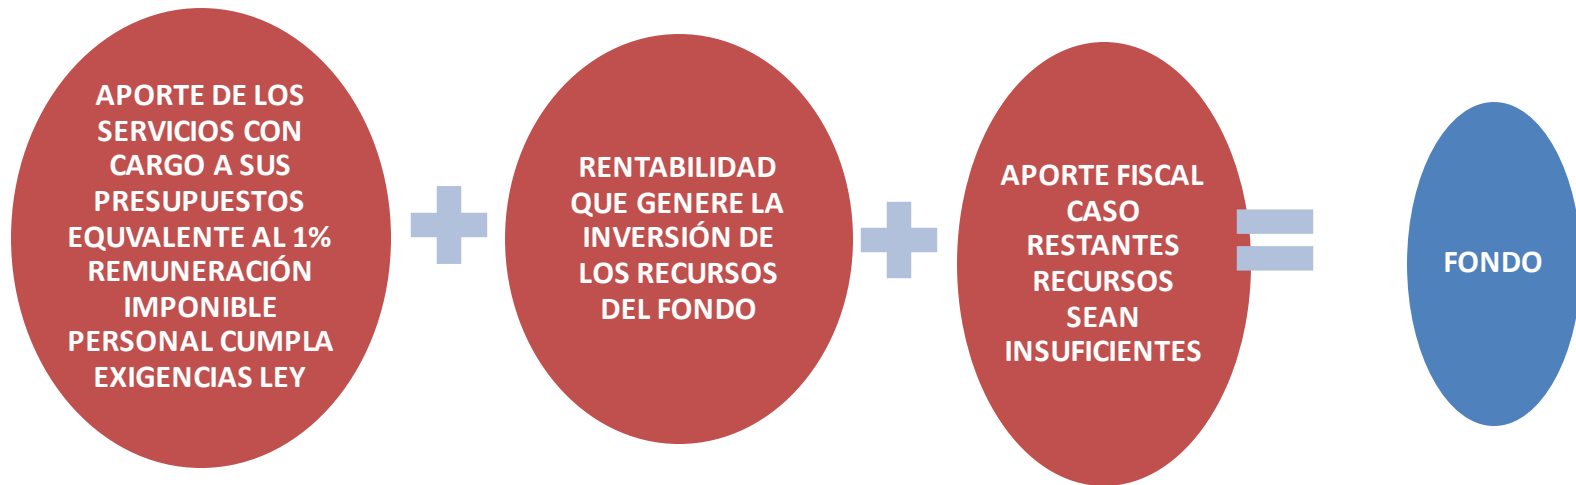 APORTE DE LOS
SERVICIOS CON
CARGO A SUS
PRESUPUESTOS
EQUVALENTE AL 1%
REMUNERACIÓN
IMPONIBLE
PERSONAL CUMPLA
EXIGENCIAS LEY
RENTABILIDAD
QUE GENERE LA
INVERSIÓN DE
LOS RECURSOS
DEL FONDO
APORTE FISCAL
CASO
RESTANTES
RECURSOS
SEAN
INSUFICIENTES
FONDO